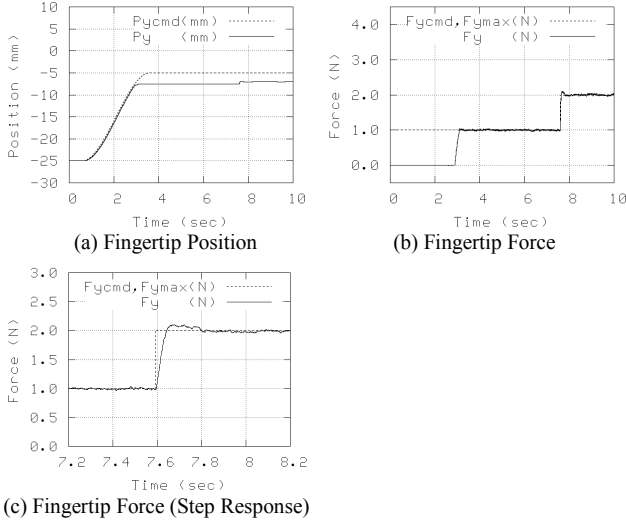 Pycmd(mm)
Py (mm)
Position (mm)
15
10
5
0
-5
-10
-15
-20
-25
-30
0 2 4 6 8 10
Time (sec)
(a) Fingertip Position
Fycmd,Fymax(N)
Fy (N)
Force (N)
4.0
3.0
2.0
1.0
0.0
0 2 4 6 8 10
Time (sec)
(b) Fingertip Force
Fycmd,Fymax(N)
Fy (N)
Force (N)
3.0
2.5
2.0
1.5
1.0
0.5
0.0
7.2 7.4 7.6 7.8 8 8.2
Time (sec)
(c) Fingertip Force (Step Response)